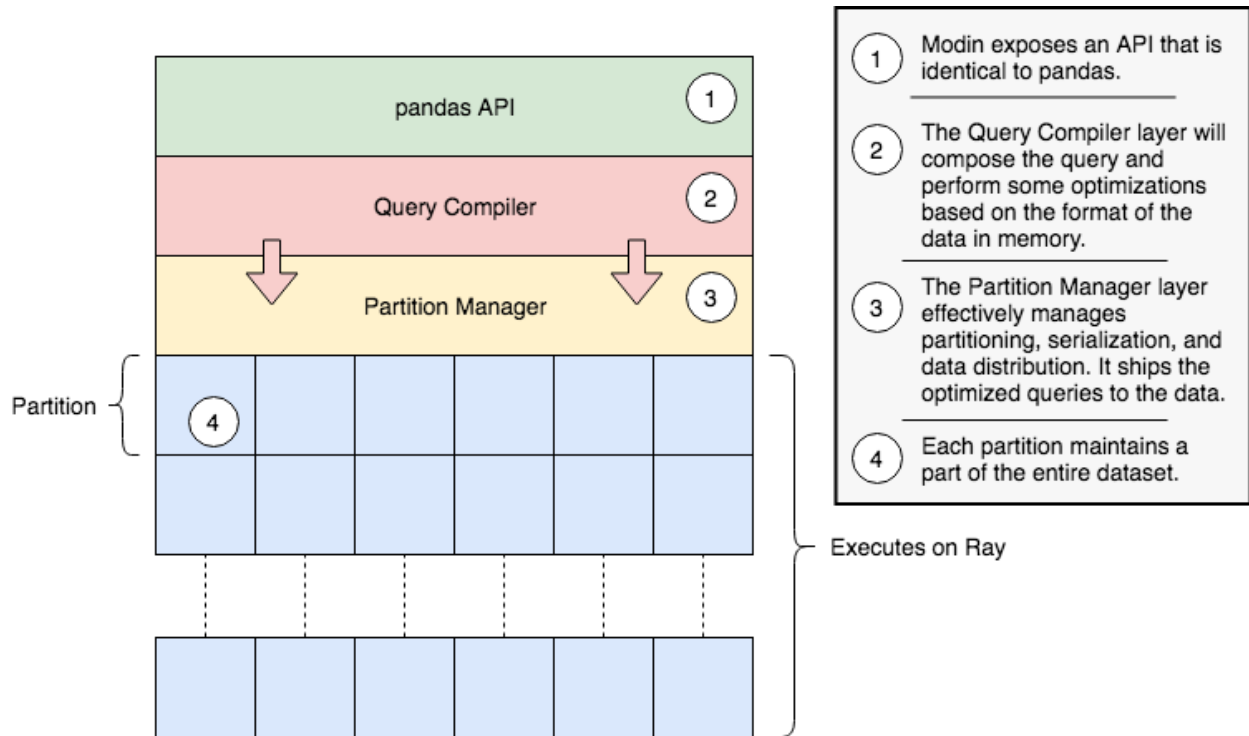 pandas API
1
Query Compiler
2
Partition Manager
3
Partition
4
Executes on Ray
1
Modin exposes an API that is
identical to pandas.
2
The Query Compiler layer will
compose the query and
perform some optimizations
based on the format of the
data in memory.
3
The Partition Manager layer
effectively manages
partitioning, serialization, and
data distribution. It ships the
optimized queries to the data.
4
Each partition maintains a
part of the entire dataset.